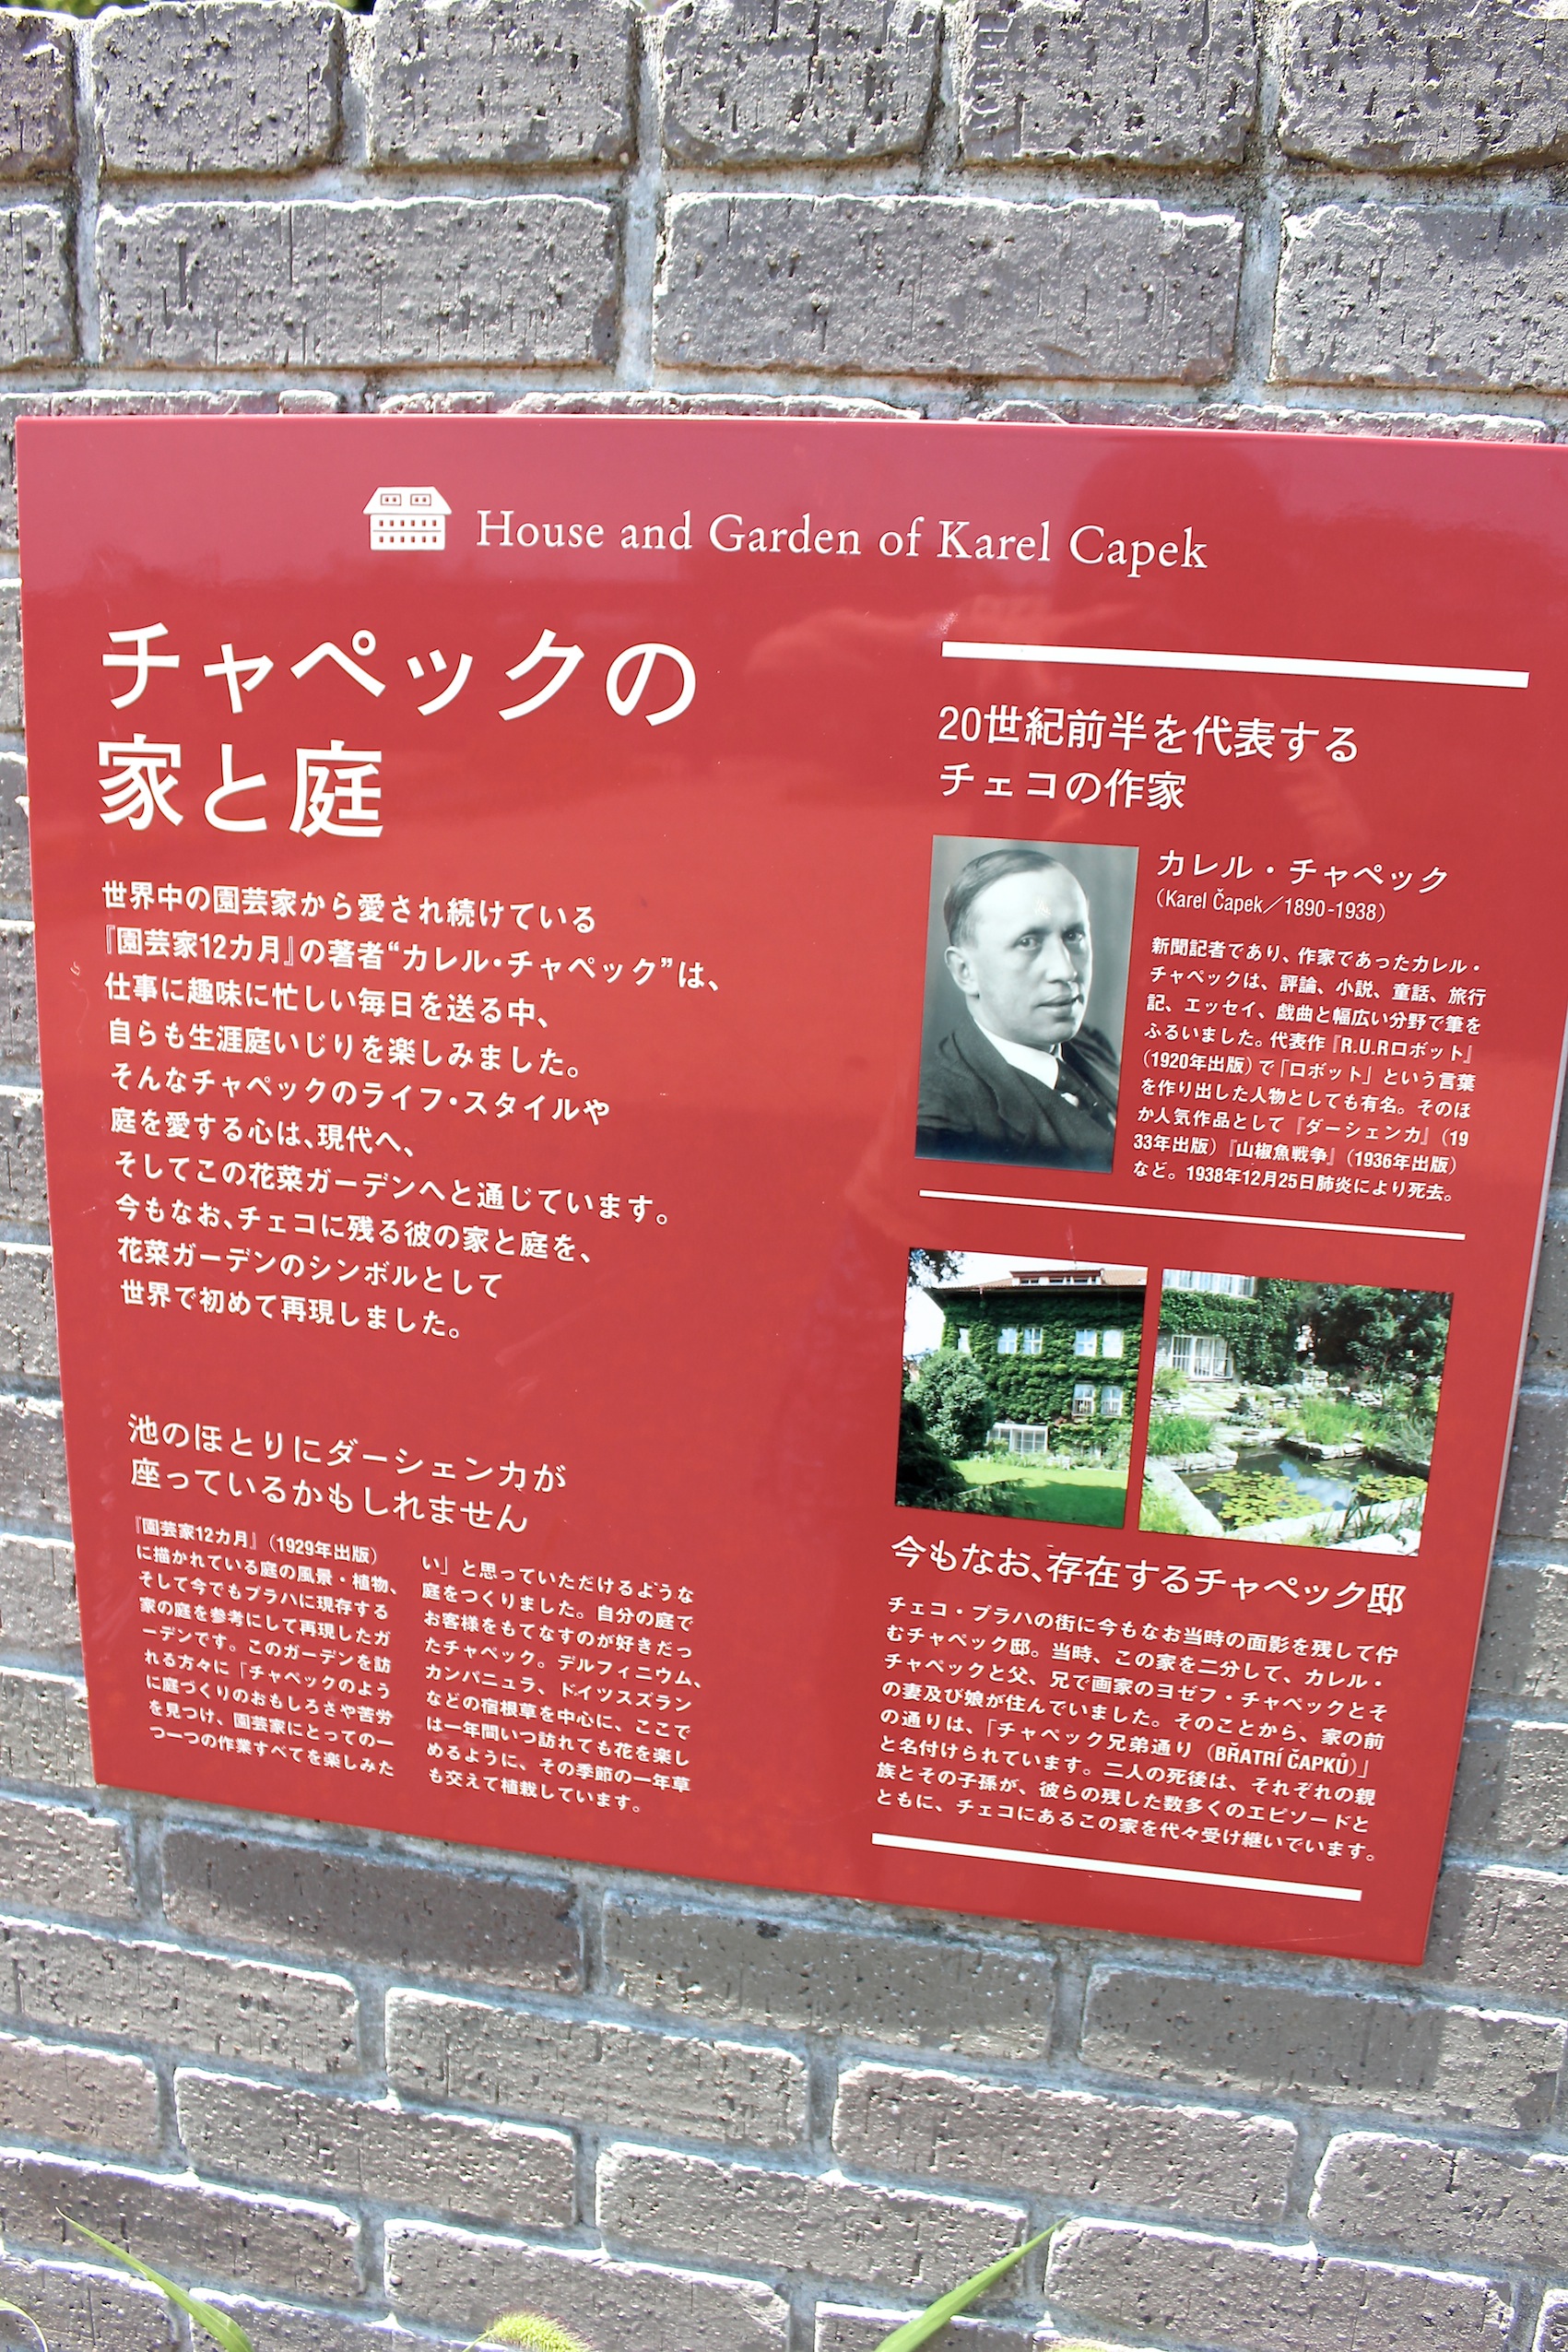 House and Garden of Karel Capek
チャペックの
家と庭
世界中の園芸家から愛され続けている
『園芸家12カ月』の著者“カレル・チャペック”は、
仕事に趣味に忙しい毎日を送る中、
自らも生涯庭いじりを楽しみました。
そんなチャペックのライフ・スタイルや
庭を愛する心は、現代へ、
そしてこの花菜ガーデンへと通じています。
今もなお、チェコに残る彼の家と庭を、
花菜ガーデンのシンボルとして
世界で初めて再現しました。
池のほとりにダーシェンカが
座っているかもしれません
『園芸家12カ月』（1929年出版）
に描かれている庭の風景・植物、
そして今でもプラハに現存する
家の庭を参考にして再現したガ
ーデンです。このガーデンを訪
れる方々に「チャペックのよう
に庭づくりのおもしろさや苦労
を見つけ、園芸家にとっての一
つ一つの作業すべてを楽しみた
い」と思っていただけるような
庭をつくりました。自分の庭で
お客様をもてなすのが好きだっ
たチャペック。デルフィニウム、
カンパニュラ、ドイツスズラン
などの宿根草を中心に、ここで
は一年間いつ訪れても花を楽し
めるように、その季節の一年草
も交えて植栽しています。
20世紀前半を代表する
チェコの作家
カレル・チャペック
（Karel Čapek／1890-1938）
新聞記者であり、作家であったカレル・
チャペックは、評論、小説、童話、旅行
記、エッセイ、戯曲と幅広い分野で筆を
ふるいました。代表作『R.U.Rロボット』
（1920年出版）で「ロボット」という言葉
を作り出した人物としても有名。そのほ
か人気作品として『ダーシェンカ』（19
33年出版）『山椒魚戦争』（1936年出版）
など。1938年12月25日肺炎により死去。
今もなお、存在するチャペック邸
チェコ・プラハの街に今もなお当時の面影を残して佇
むチャペック邸。当時、この家を二分して、カレル・
チャペックと父、兄で画家のヨゼフ・チャペックとそ
の妻及び娘が住んでいました。そのことから、家の前
の通りは、「チャペック兄弟通り（BŘATRÍ ČAPKŮ）」
と名付けられています。二人の死後は、それぞれの親
族とその子孫が、彼らの残した数多くのエピソードと
ともに、チェコにあるこの家を代々受け継いでいます。